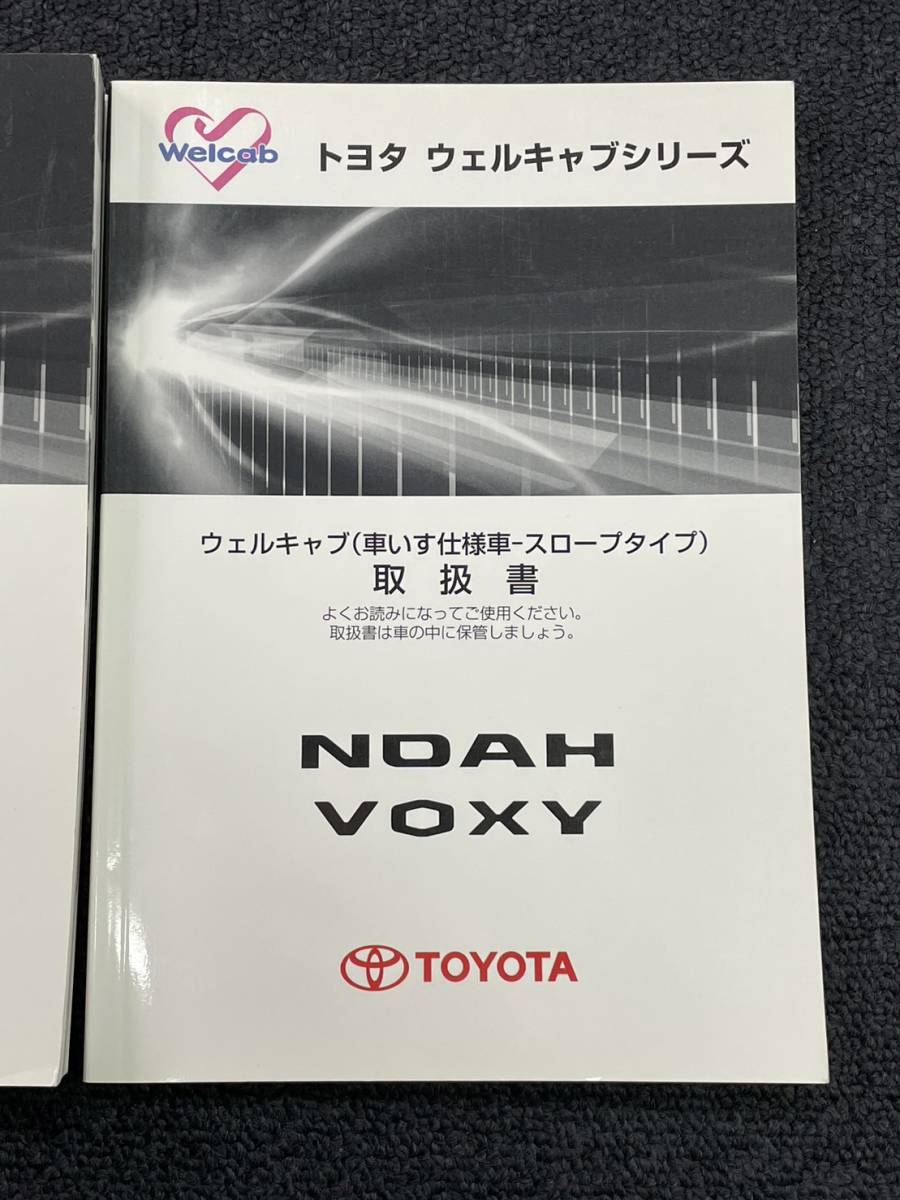 Welcab
トヨタ ウェルキャブシリーズ
ウェルキャブ(車いす仕様車-スロープタイプ)
取扱書
よくお読みになってご使用ください。
取扱書は車の中に保管しましょう。
NOAH
VOXY
TOYOTA